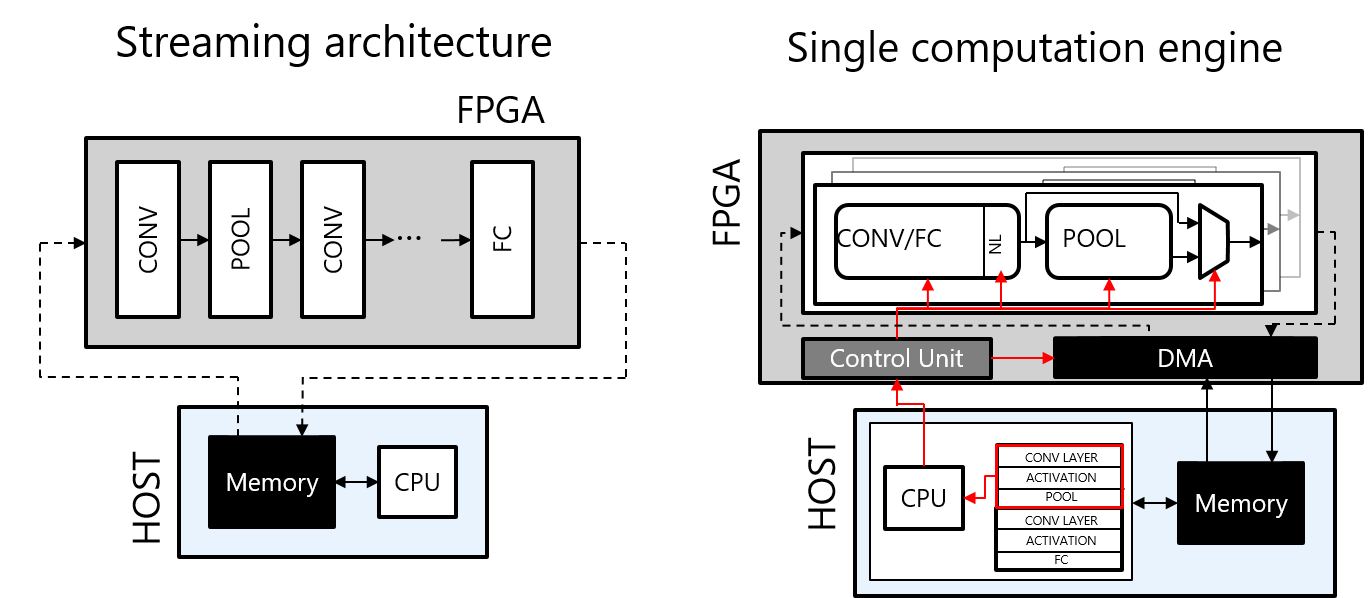 Streaming architecture
FPGA
CONV
POOL
CONV
...
FC
HOST
Memory
CPU
Single computation engine
FPGA
CONV/FC
NL
POOL
Control Unit
DMA
HOST
CPU
CONV LAYER
ACTIVATION
POOL
CONV LAYER
ACTIVATION
FC
Memory